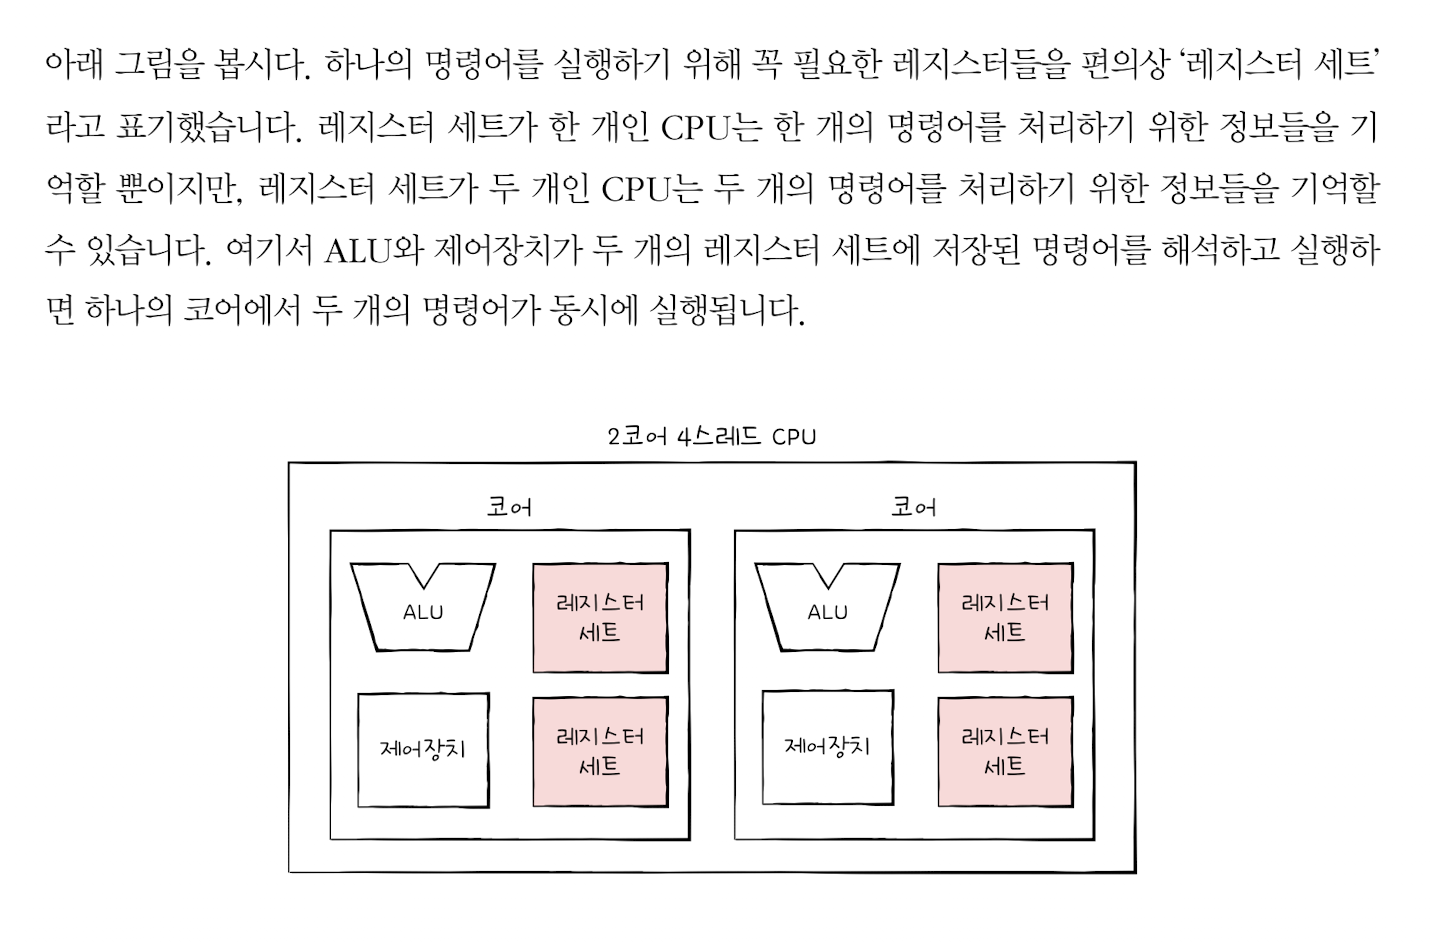 아래 그림을 봅시다. 하나의 명령어를 실행하기 위해 꼭 필요한 레지스터들을 편의상 ‘레지스터 세트’
라고 표기했습니다. 레지스터 세트가 한 개인 CPU는 한 개의 명령어를 처리하기 위한 정보들을 기
억할 뿐이지만, 레지스터 세트가 두 개인 CPU는 두 개의 명령어를 처리하기 위한 정보들을 기억할
수 있습니다. 여기서 ALU와 제어장치가 두 개의 레지스터 세트에 저장된 명령어를 해석하고 실행하
면 하나의 코어에서 두 개의 명령어가 동시에 실행됩니다.
2코어 4스레드 CPU
코어
ALU
레지스터
세트
제어장치
레지스터
세트
코어
ALU
레지스터
세트
제어장치
레지스터
세트